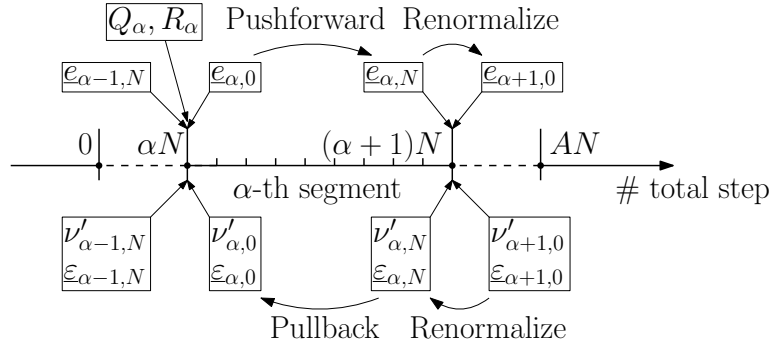 Q_α, R_α
Pushforward Renormalize
e_{α−1,N} e_{α,0} e_{α,N} e_{α+1,0}
0 αN (α + 1)N AN
α-th segment # total step
ν′_{α−1,N} ν′_{α,0} ν′_{α,N} ν′_{α+1,0}
ε_{α−1,N} ε_{α,0} ε_{α,N} ε_{α+1,0}
Pullback Renormalize